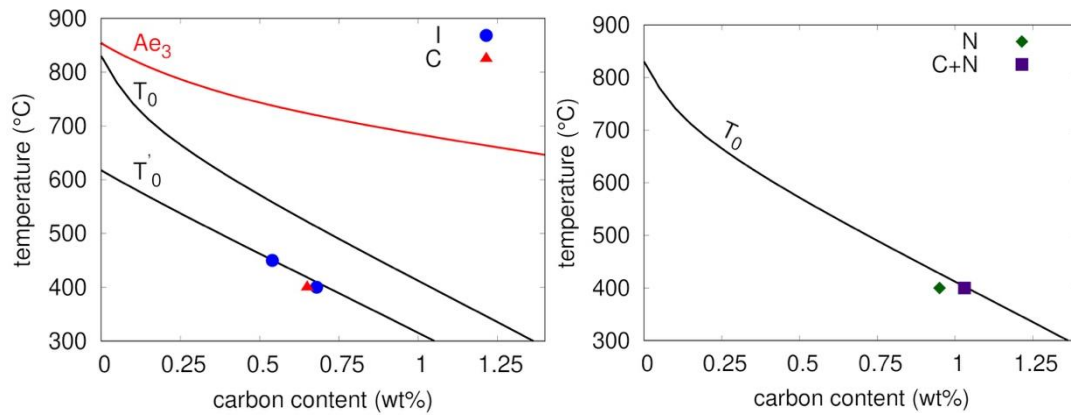 900
800
700
600
500
400
300
temperature (°C)
Ae3
T0
T'0
I
C
0 0.25 0.5 0.75 1 1.25
carbon content (wt%)
900
800
700
600
500
400
300
temperature (°C)
T0
N
C+N
0 0.25 0.5 0.75 1 1.25
carbon content (wt%)